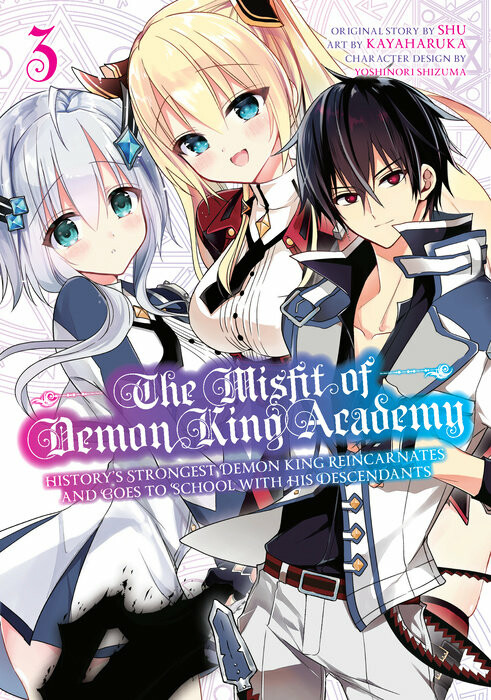 3
ORIGINAL STORY BY SHU
ART BY KAYAHARUKA
CHARACTER DESIGN BY
YOSHINORI SHIZUMA
The Misfit of
Demon King Academy
HISTORY'S STRONGEST DEMON KING REINCARNATES
AND GOES TO SCHOOL WITH HIS DESCENDANTS